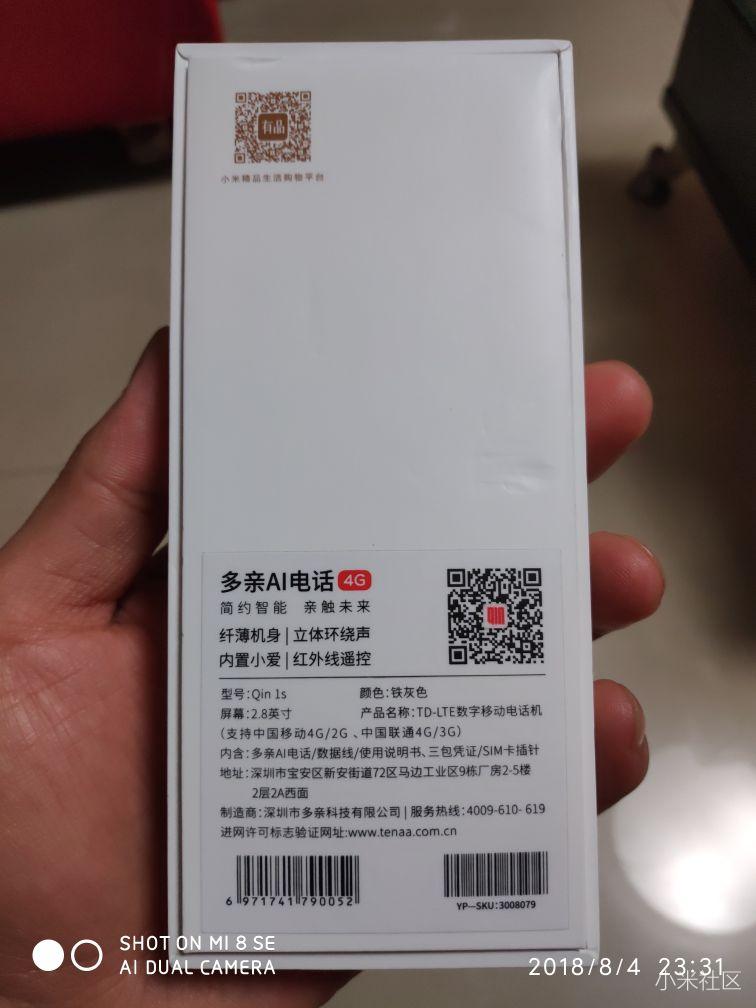 有品
小米精品生活购物平台
多亲AI电话 4G
简约智能 亲触未来
纤薄机身|立体环绕声
内置小爱|红外线遥控
QIN
型号:Qin 1s 颜色:铁灰色
屏幕:2.8英寸 产品名称:TD-LTE数字移动电话机
(支持中国移动4G/2G、中国联通4G/3G)
内含:多亲AI电话/数据线/使用说明书、三包凭证/SIM卡插针
地址:深圳市宝安区新安街道72区马边工业区9栋厂房2-5楼
2层2A西面
制造商:深圳市多亲科技有限公司|服务热线:4009-610-619
进网许可标志验证网址:www.tenaa.com.cn
6 971741 790052
YP—SKU:3008079
SHOT ON MI 8 SE
AI DUAL CAMERA
2018/8/4 23:31
小米社区